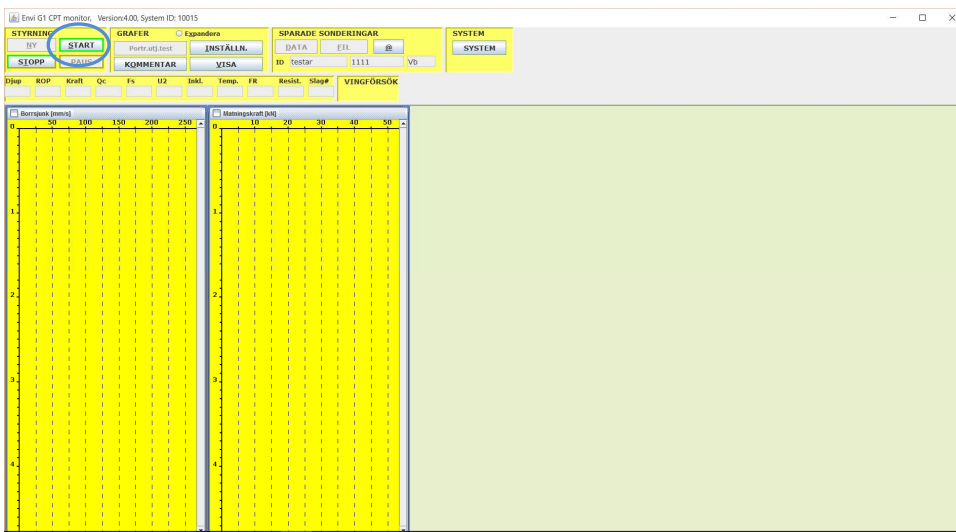 Envi G1 CPT monitor, Version:4.00, System ID: 10015
STYRNING
NY START
STOPP PAUS
GRAFER Expandera
Portr.utj.test INSTÄLLN.
KOMMENTAR VISA
SPARADE SONDERINGAR
DATA FIL @
ID testar 1111 Vb
SYSTEM
SYSTEM
Djup ROP Kraft Qc Fs U2 Inkl. Temp. FR Resist. Slag# VINGFÖRSÖK
Borrsjunk [mm/s]
0 50 100 150 200 250
1
2
3
4
Matningskraft [kN]
0 10 20 30 40 50
1
2
3
4